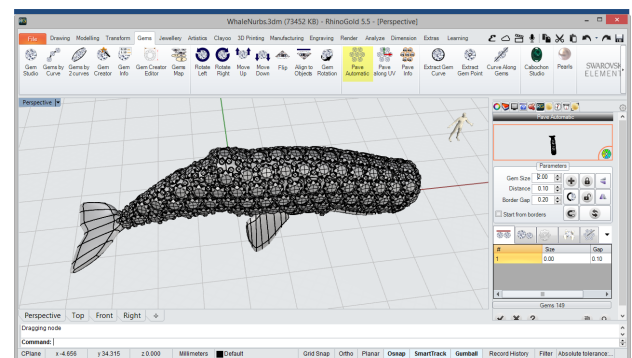 WhaleNurbs.3dm (73452 KB) - RhinoGold 5.5 - [Perspective]
File Drawing Modelling Transform Gems Jewellery Artistics Clayoo 3D Printing Manufacturing Engraving Render Analyze Dimension Extras Learning
Gem Studio
Gems by Curve
Gems by 2 curves
Gem Creator
Gem Info
Gem Creator Editor
Gems Map
Rotate Left
Rotate Right
Move Up
Move Down
Flip
Align to Objects
Gem Rotation
Pave Automatic
Pave along UV
Pave Info
Extract Gem Curve
Extract Gem Point
Curve Along Gems
Cabochon Studio
Pearls
SWAROVSKI
ELEMENT
Perspective
Pave Automatic
Parameters
Gem Size 2.00
Distance 0.10
Border Gap 0.20
Start from borders
# Size Gap
1 0.00 0.10
Gems 149
Perspective Top Front Right
Dragging node
Command:
CPlane x -4.656 y 34.315 z 0.000 Millimeters Default Grid Snap Ortho Planar Osnap SmartTrack Gumball Record History Filter Absolute tolerance:...